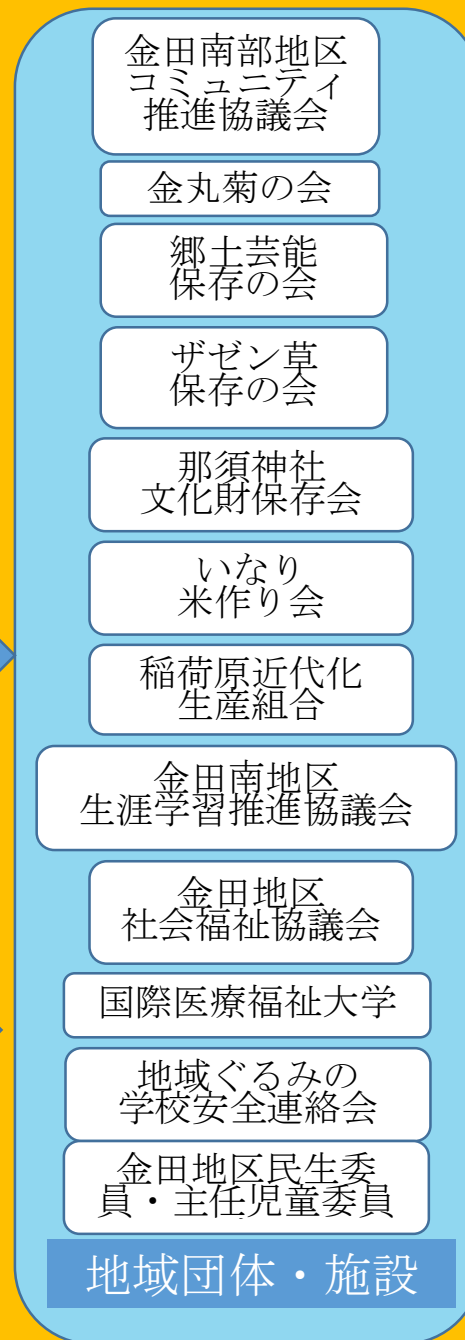 金田南部地区
コミュニティ
推進協議会
金丸菊の会
郷土芸能
保存の会
ザゼン草
保存の会
那須神社
文化財保存会
いなり
米作り会
稲荷原近代化
生産組合
金田南地区
生涯学習推進協議会
金田地区
社会福祉協議会
国際医療福祉大学
地域ぐるみの
学校安全連絡会
金田地区民生委
員・主任児童委員
地域団体・施設